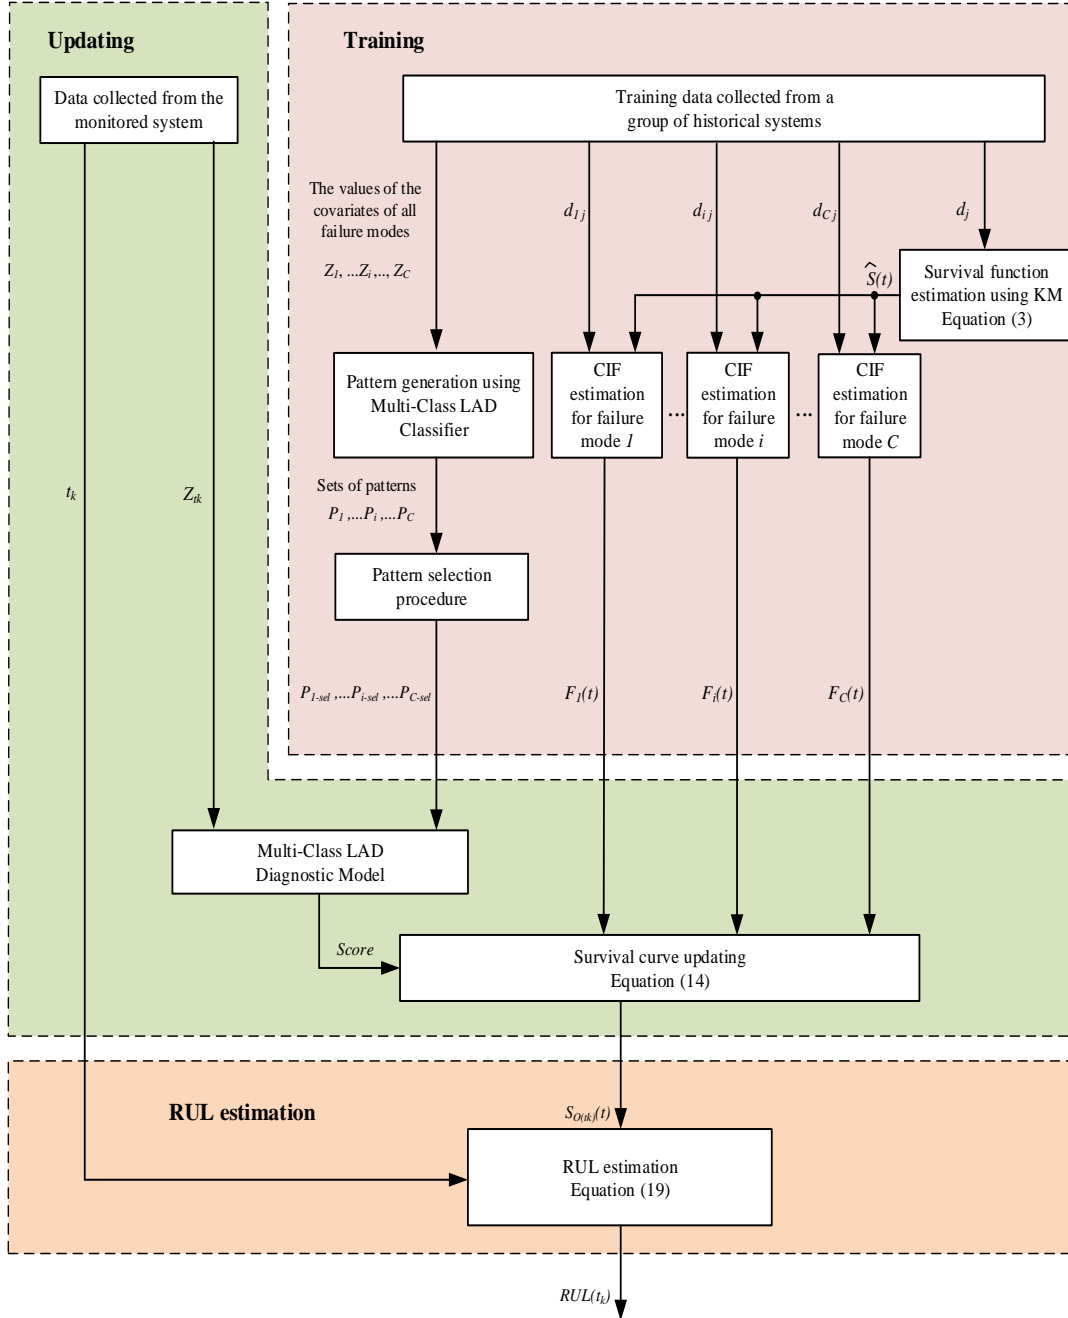 Updating
Training
Data collected from the
monitored system
Training data collected from a
group of historical systems
The values of the
covariates of all
failure modes
Z1, ...Zi,.., ZC
d1j
dij
dCj
dj
Ŝ(t)
Survival function
estimation using KM
Equation (3)
Pattern generation using
Multi-Class LAD
Classifier
CIF
estimation
for failure
mode 1
...
CIF
estimation
for failure
mode i
...
CIF
estimation
for failure
mode C
tk
Ztk
Sets of patterns
P1 ,...Pi ,...PC
Pattern selection
procedure
P1-sel ,...Pi-sel ,...PC-sel
F1(t)
Fi(t)
FC(t)
Multi-Class LAD
Diagnostic Model
Score
Survival curve updating
Equation (14)
RUL estimation
SO(tk)(t)
RUL estimation
Equation (19)
RUL(tk)